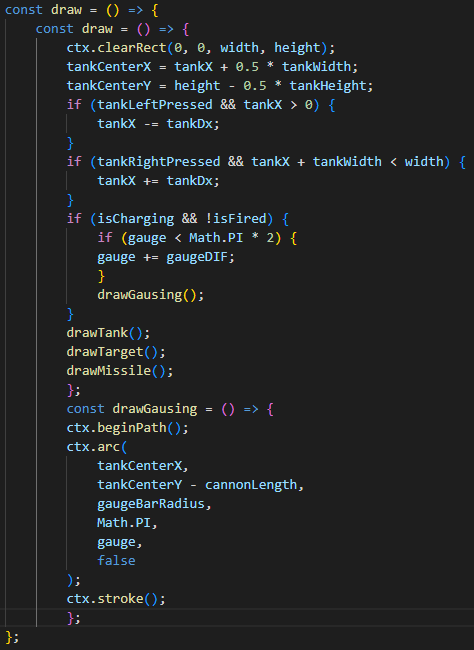 const draw = () => {
    const draw = () => {
        ctx.clearRect(0, 0, width, height);
        tankCenterX = tankX + 0.5 * tankWidth;
        tankCenterY = height - 0.5 * tankHeight;
        if (tankLeftPressed && tankX > 0) {
            tankX -= tankDx;
        }
        if (tankRightPressed && tankX + tankWidth < width) {
            tankX += tankDx;
        }
        if (isCharging && !isFired) {
            if (gauge < Math.PI * 2) {
            gauge += gaugeDIF;
            }
            drawGausing();
        }
        drawTank();
        drawTarget();
        drawMissile();
        };
        const drawGausing = () => {
        ctx.beginPath();
        ctx.arc(
            tankCenterX,
            tankCenterY - cannonLength,
            gaugeBarRadius,
            Math.PI,
            gauge,
            false
        );
        ctx.stroke();
        };
};